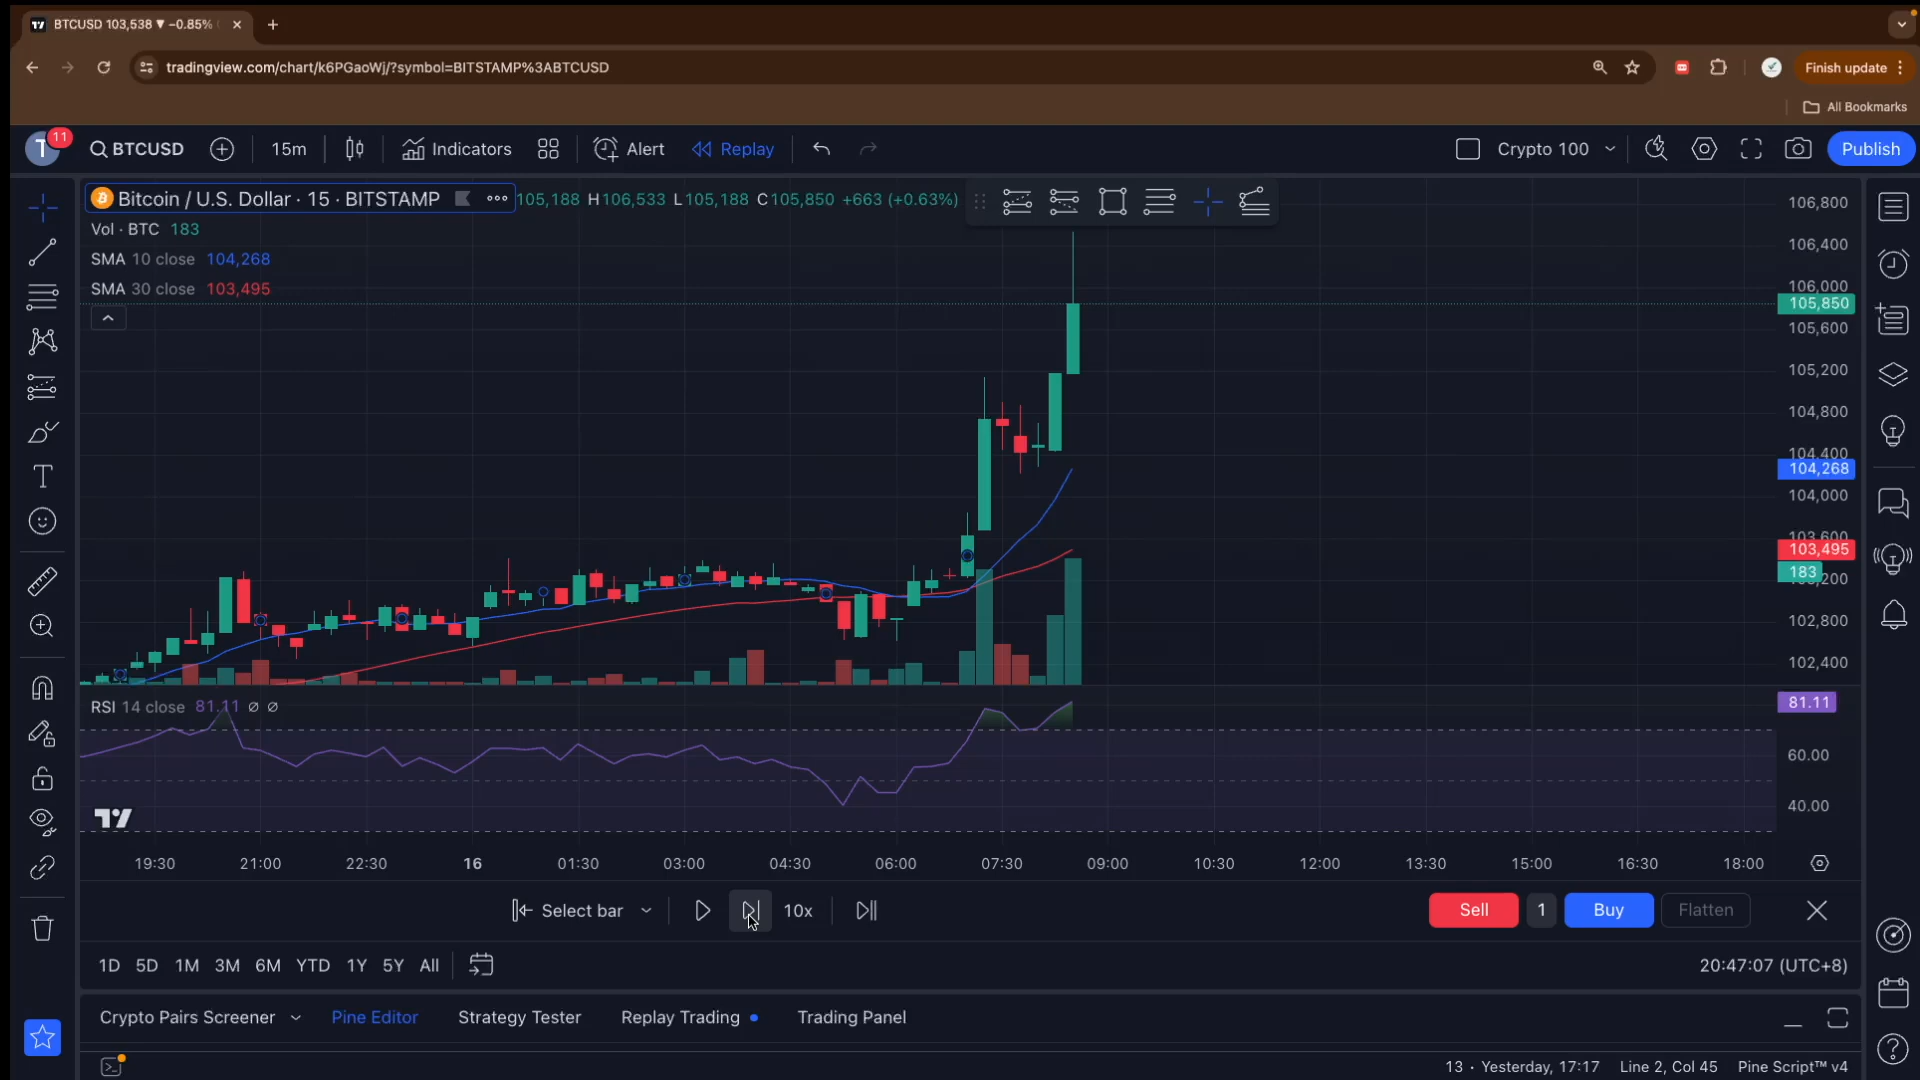 BTCUSD 103,538 ▼ −0.85%
tradingview.com/chart/k6PGaoWj/?symbol=BITSTAMP%3ABTCUSD
Finish update
All Bookmarks
T 11 BTCUSD 15m Indicators Alert Replay Crypto 100 Publish
Bitcoin / U.S. Dollar · 15 · BITSTAMP 105,188 H106,533 L105,188 C105,850 +663 (+0.63%)
Vol · BTC 183
SMA 10 close 104,268
SMA 30 close 103,495
106,800
106,400
106,000
105,850
105,600
105,200
104,800
104,400
104,268
104,000
103,600
103,495
183
102,800
102,400
RSI 14 close 81.11 ∅ ∅
81.11
60.00
40.00
19:30 21:00 22:30 16 01:30 03:00 04:30 06:00 07:30 09:00 10:30 12:00 13:30 15:00 16:30 18:00
Select bar 10x Sell 1 Buy Flatten
1D 5D 1M 3M 6M YTD 1Y 5Y All 20:47:07 (UTC+8)
Crypto Pairs Screener Pine Editor Strategy Tester Replay Trading Trading Panel
13 · Yesterday, 17:17 Line 2, Col 45 Pine Script™ v4